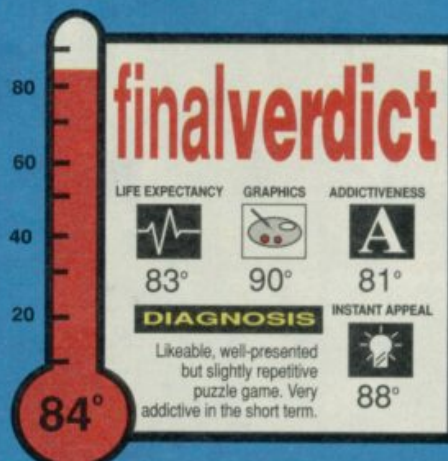 80
60
40
20
84°
finalverdict
LIFE EXPECTANCY GRAPHICS ADDICTIVENESS
A
83° 90° 81°
DIAGNOSIS
Likeable, well-presented
but slightly repetitive
puzzle game. Very
addictive in the short term.
INSTANT APPEAL
88°